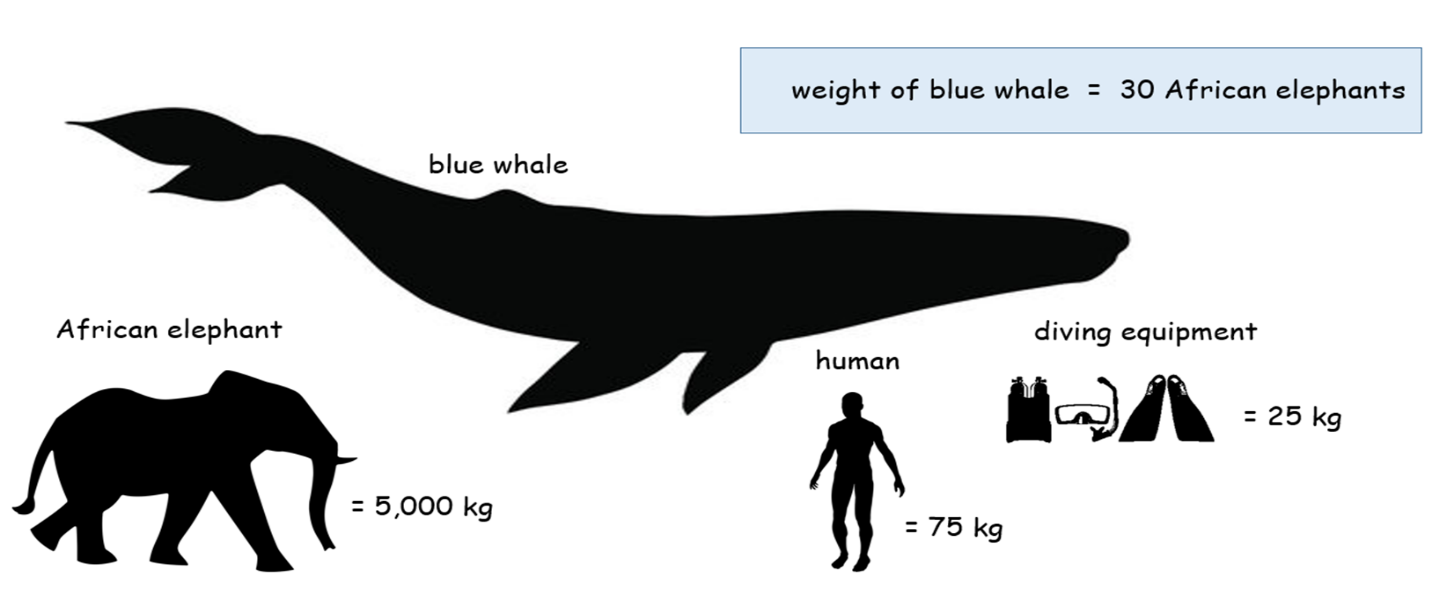 weight of blue whale = 30 African elephants
blue whale
African elephant
= 5,000 kg
human
= 75 kg
diving equipment
= 25 kg